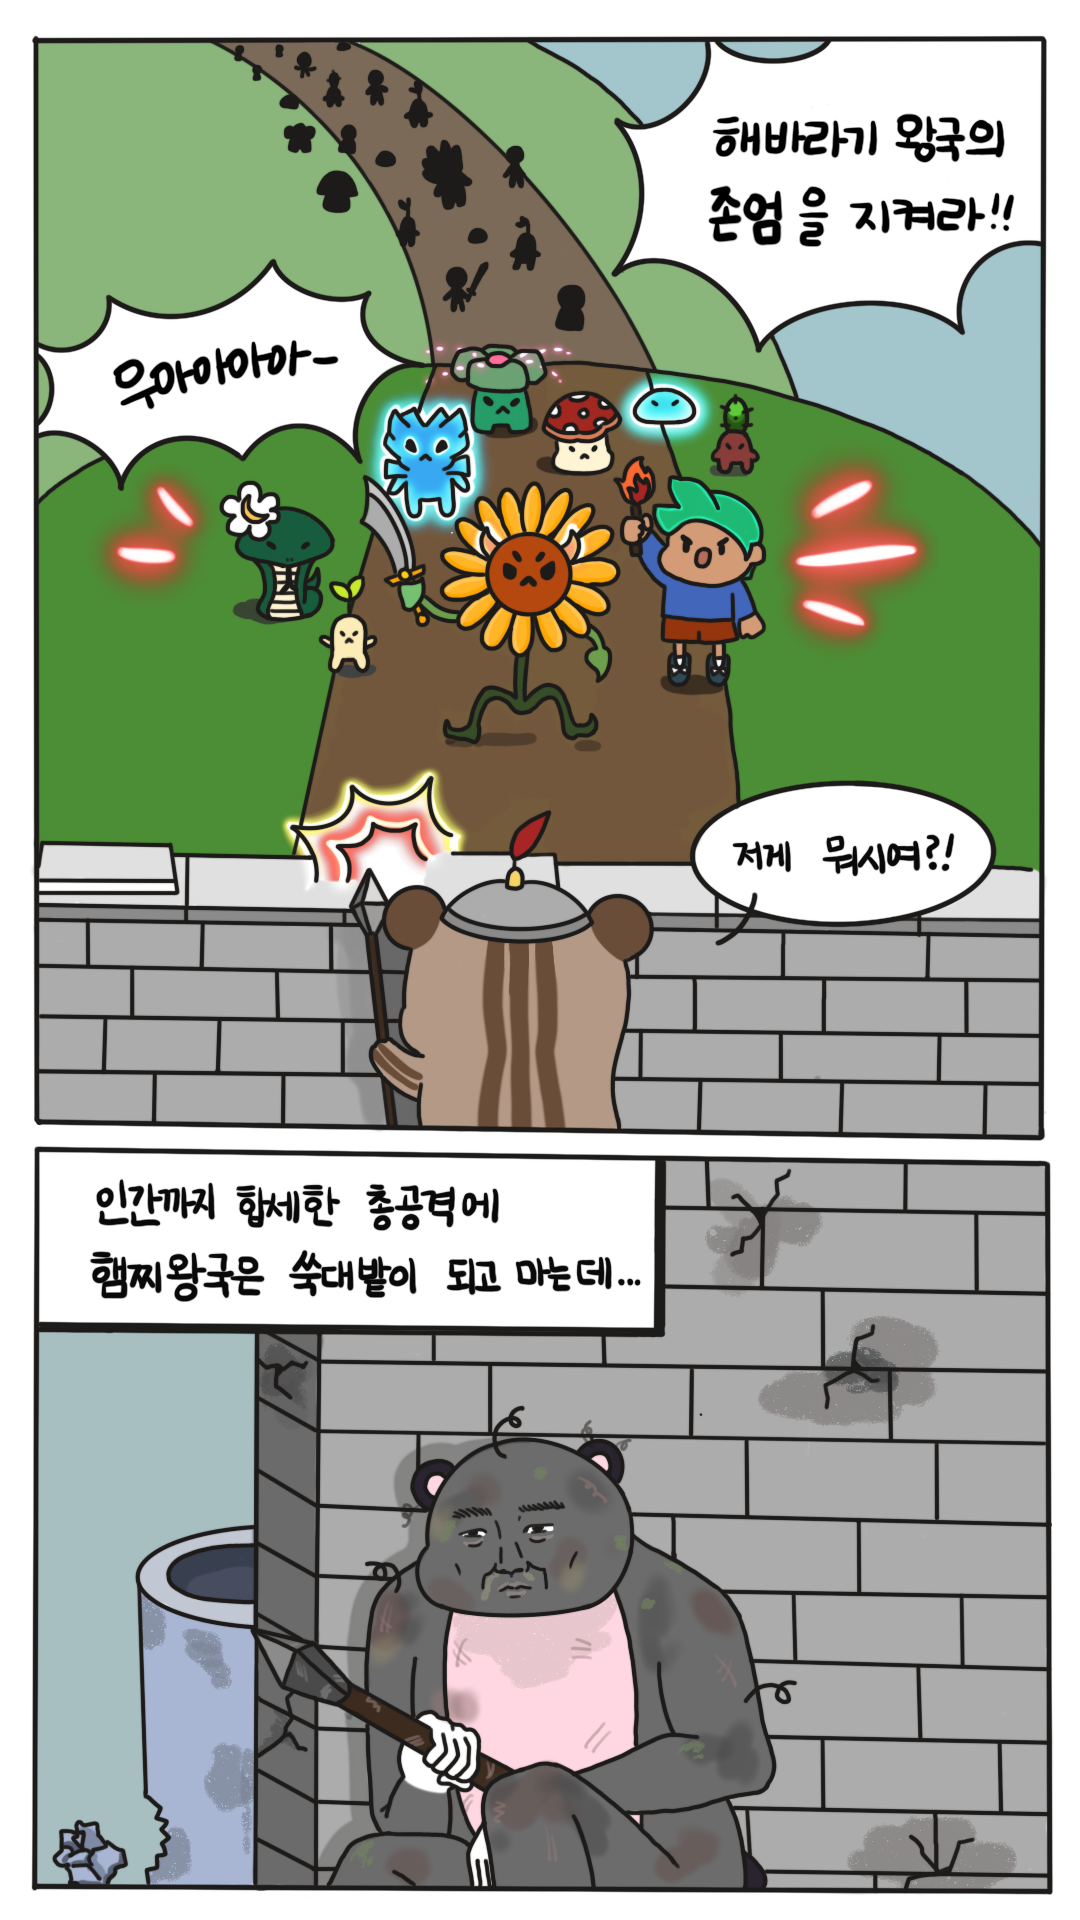 해바라기 왕국의
존엄을 지켜라!!
우아아아아-
저게 뭐시여?!
인간까지 합세한 총공격에
햄찌왕국은 쑥대밭이 되고 마는데...